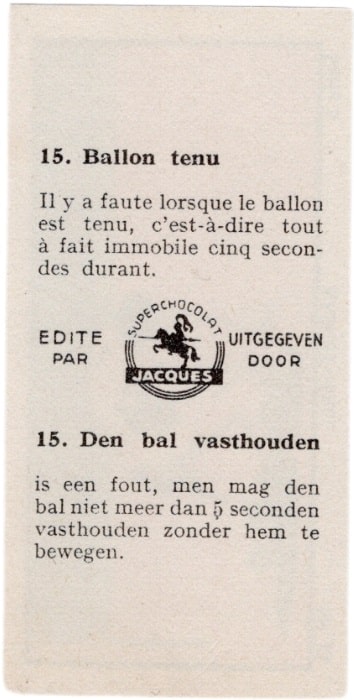 15. Ballon tenu
Il y a faute lorsque le ballon
est tenu, c'est-à-dire tout
à fait immobile cinq secon-
des durant.
EDITE
PAR
SUPERCHOCOLAT
JACQUES
UITGEGEVEN
DOOR
15. Den bal vasthouden
is een fout, men mag den
bal niet meer dan 5 seconden
vasthouden zonder hem te
bewegen.